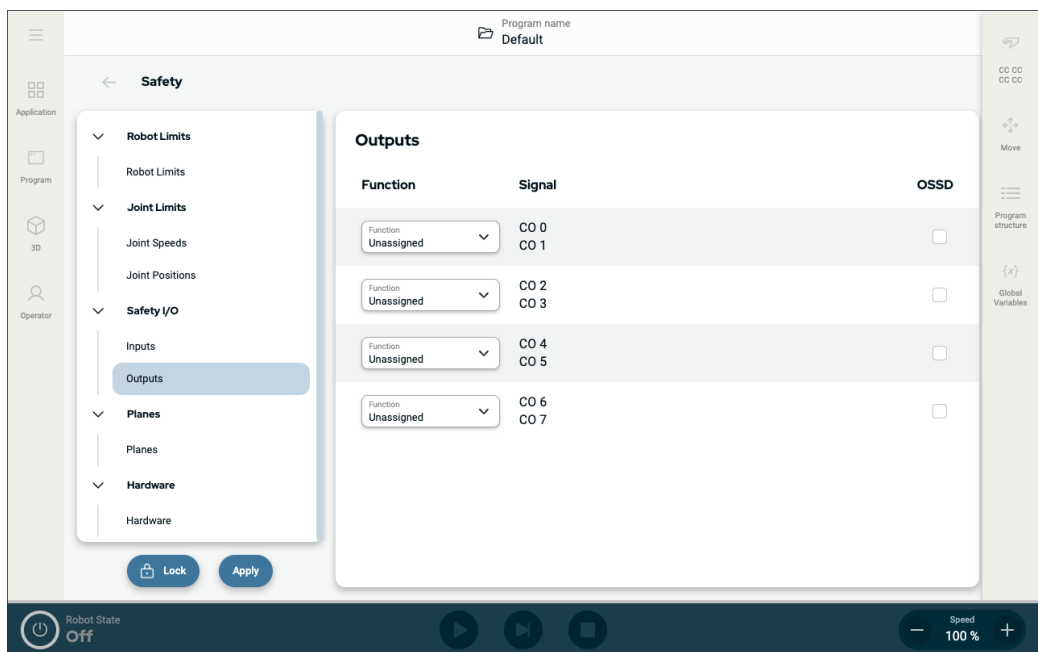 Program name
Default
Application
Program
3D
Operator
Safety
Robot Limits
Robot Limits
Joint Limits
Joint Speeds
Joint Positions
Safety I/O
Inputs
Outputs
Planes
Planes
Hardware
Hardware
Lock
Apply
Outputs
Function Signal OSSD
Function
Unassigned
CO 0
CO 1
Function
Unassigned
CO 2
CO 3
Function
Unassigned
CO 4
CO 5
Function
Unassigned
CO 6
CO 7
CC CC
CC CC
Move
Program
structure
{x}
Global
Variables
Robot State
Off
Speed
100 %